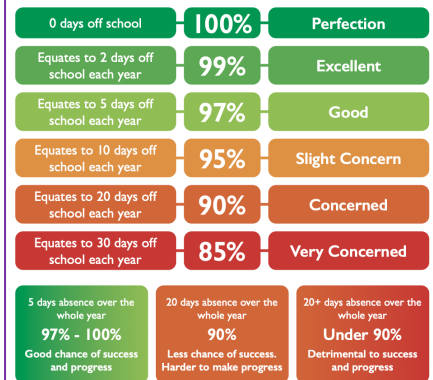 0 days off school 100% Perfection
Equates to 2 days off
school each year
99%
Excellent
Equates to 5 days off
school each year
97%
Good
Equates to 10 days off
school each year
95%
Slight Concern
Equates to 20 days off
school each year
90%
Concerned
Equates to 30 days off
school each year
85%
Very Concerned
5 days absence over the
whole year
97% - 100%
Good chance of success
and progress
20 days absence over the
whole year
90%
Less chance of success.
Harder to make progress
20+ days absence over the
whole year
Under 90%
Detrimental to success
and progress